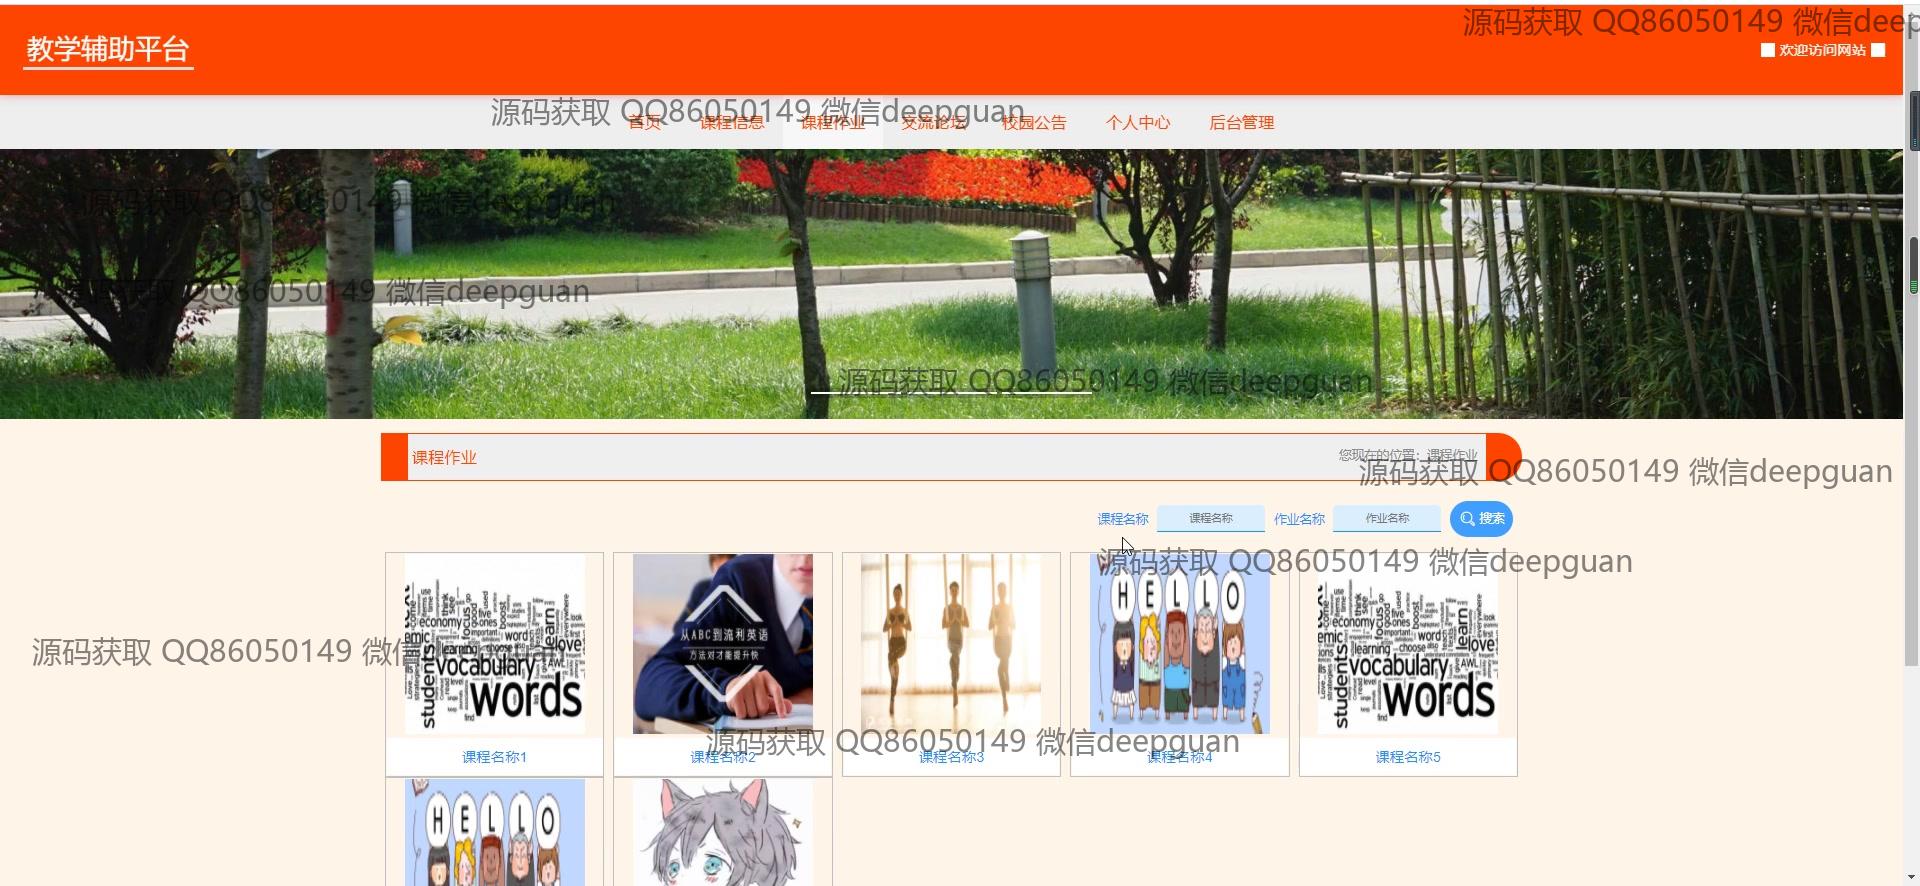 源码获取 QQ86050149 微信deep
教学辅助平台
欢迎访问网站
源码获取 QQ86050149 微信deepguan
首页 课程信息 课程作业 交流论坛 校园公告 个人中心 后台管理
源码获取 QQ86050149 微信deepguan
源码获取 QQ86050149 微信deepguan
源码获取 QQ86050149 微信deepguan
课程作业
您现在的位置：课程作业
源码获取 QQ86050149 微信deepguan
课程名称 课程名称 作业名称 作业名称 搜索
源码获取 QQ86050149 微信deepguan
源码获取 QQ86050149 微信
students economy learning words vocabulary learn love words
从ABC到流利英语
方法对才能提升快
HELLO
students economy learning words vocabulary learn love words
源码获取 QQ86050149 微信deepguan
课程名称1 课程名称2 课程名称3 课程名称4 课程名称5
HELLO